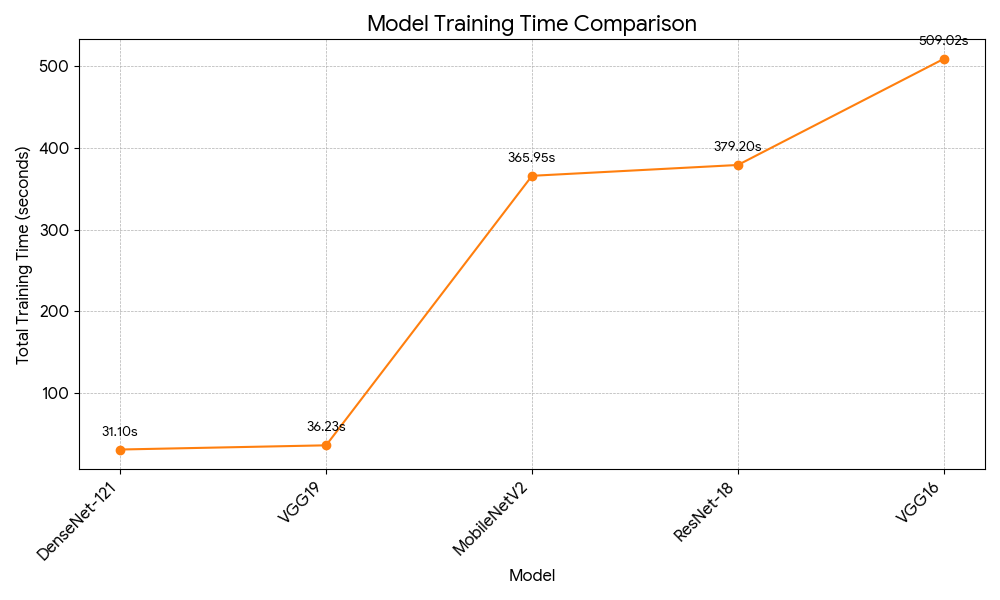 Model Training Time Comparison
Total Training Time (seconds)
500
400
300
200
100
31.10s
36.23s
365.95s
379.20s
509.02s
DenseNet-121
VGG19
MobileNetV2
ResNet-18
VGG16
Model